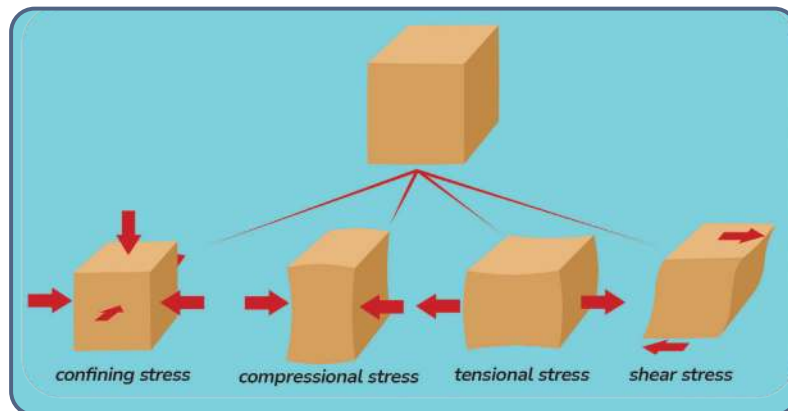 confining stress
compressional stress
tensional stress
shear stress